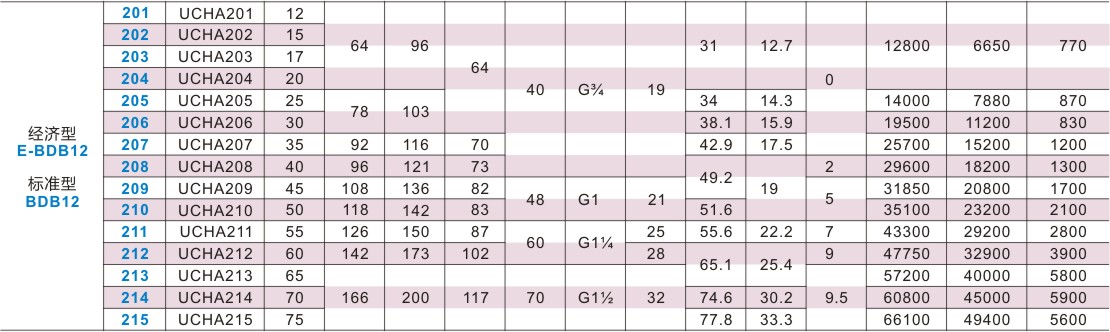 经济型
E-BDB12
标准型
BDB12
201 UCHA201 12
202 UCHA202 15
64 96 31 12.7 12800 6650 770
203 UCHA203 17
64
204 UCHA204 20 0
40 G¾ 19
205 UCHA205 25 34 14.3 14000 7880 870
78 103
206 UCHA206 30 38.1 15.9 19500 11200 830
207 UCHA207 35 92 116 70 42.9 17.5 25700 15200 1200
208 UCHA208 40 96 121 73 2 29600 18200 1300
49.2
209 UCHA209 45 108 136 82 19 31850 20800 1700
48 G1 21 5
210 UCHA210 50 118 142 83 51.6 35100 23200 2100
211 UCHA211 55 126 150 87 25 55.6 22.2 7 43300 29200 2800
60 G1¼
212 UCHA212 60 142 173 102 28 9 47750 32900 3900
65.1 25.4
213 UCHA213 65 57200 40000 5800
214 UCHA214 70 166 200 117 70 G1½ 32 74.6 30.2 9.5 60800 45000 5900
215 UCHA215 75 77.8 33.3 66100 49400 5600